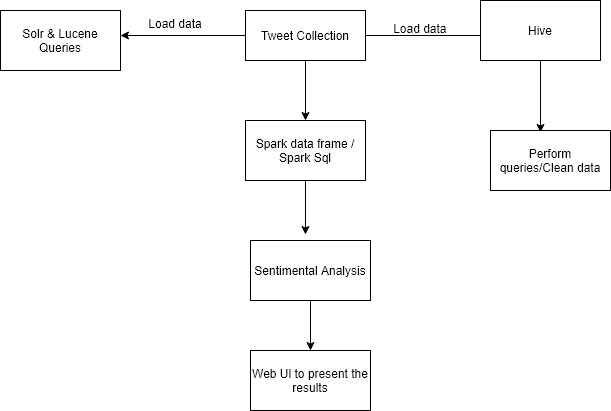 Solr & Lucene
Queries
Load data
Tweet Collection
Load data
Hive
Spark data frame /
Spark Sql
Perform
queries/Clean data
Sentimental Analysis
Web UI to present the
results